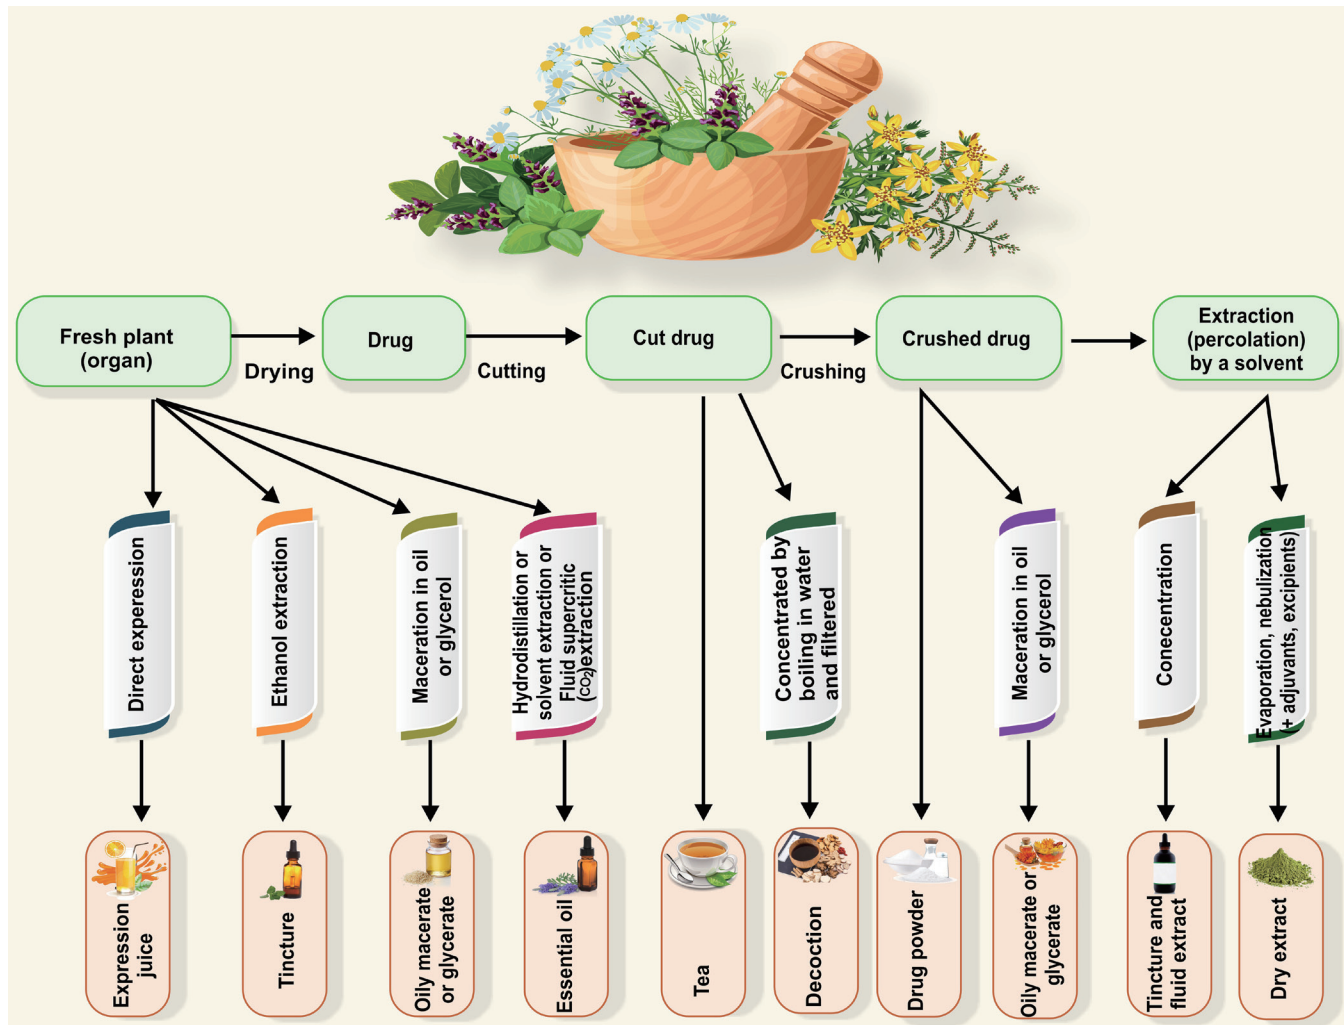 Fresh plant
(organ)
Drying
Drug
Cutting
Cut drug
Crushing
Crushed drug
Extraction
(percolation)
by a solvent
Direct experession
Ethanol extraction
Maceration in oil
or glycerol
Hydrodistillation or
solvent extraction or
Fluid supercritic
(CO2)extraction
Concentrated by
boiling in water
and filtered
Maceration in oil
or glycerol
Conecentration
Evaporation, nebulization
(+ adjuvants, excipients)
Expression
juice
Tincture
Oily macerate
or glycerate
Essential oil
Tea
Decoction
Drug powder
Oily macerate or
glycerate
Tincture and
fluid extract
Dry extract